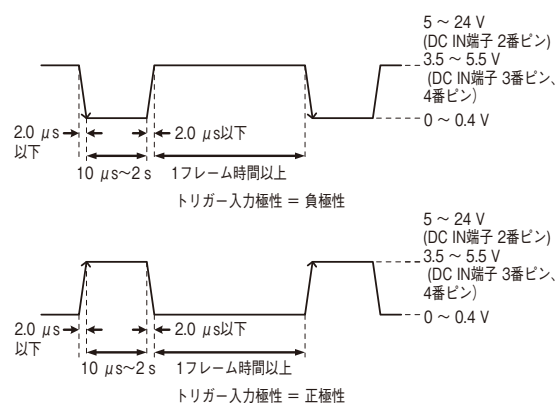 5 ~ 24 V
(DC IN端子 2番ピン)
3.5 ~ 5.5 V
(DC IN端子 3番ピン、
4番ピン)
0 ~ 0.4 V
2.0 μs
以下
2.0 μs以下
10 μs~2 s
1フレーム時間以上
トリガー入力極性 = 負極性
5 ~ 24 V
(DC IN端子 2番ピン)
3.5 ~ 5.5 V
(DC IN端子 3番ピン、
4番ピン)
0 ~ 0.4 V
2.0 μs
以下
2.0 μs以下
10 μs~2 s
1フレーム時間以上
トリガー入力極性 = 正極性